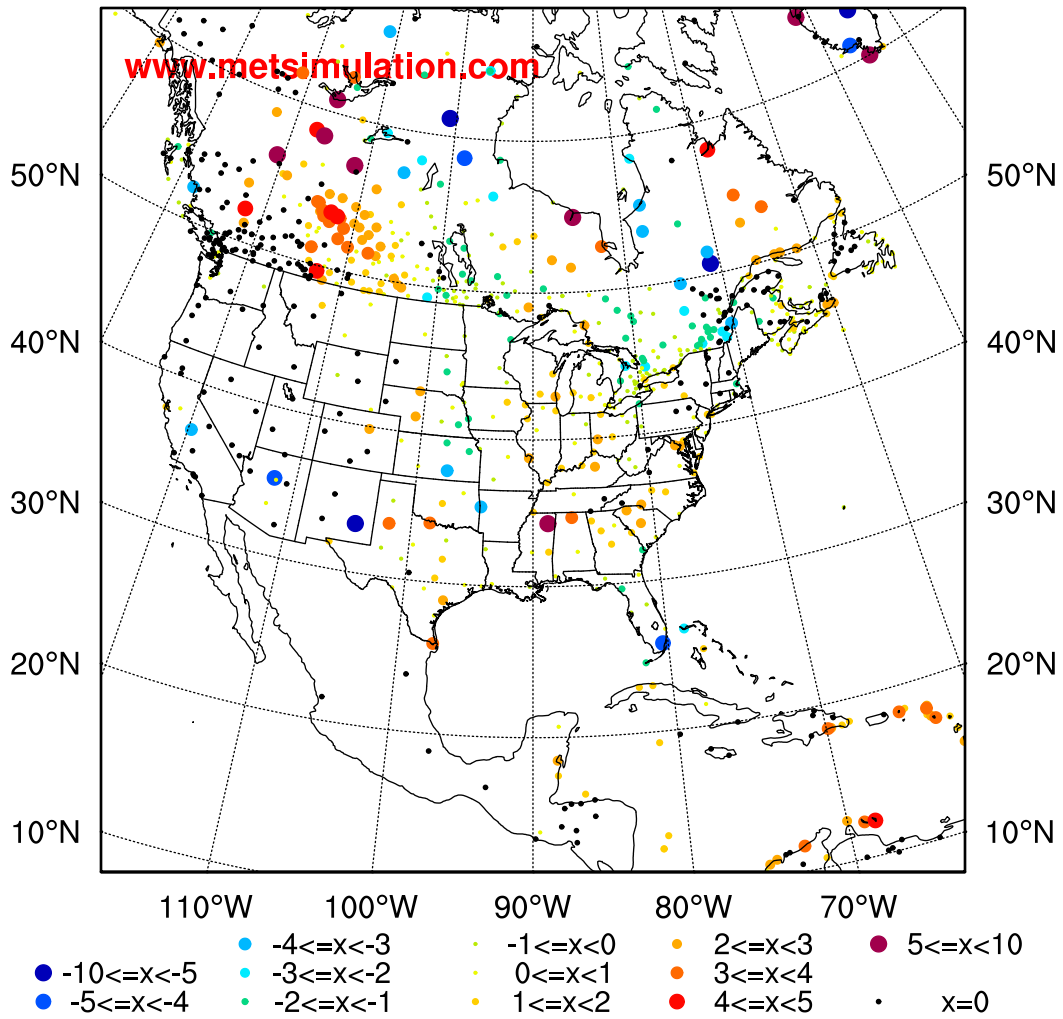 www.metsimulation.com
50°N 50°N
40°N 40°N
30°N 30°N
20°N 20°N
10°N 10°N
110°W 100°W 90°W 80°W 70°W
-4<=x<-3 -1<=x<0 2<=x<3 5<=x<10
-10<=x<-5 -3<=x<-2 0<=x<1 3<=x<4
-5<=x<-4 -2<=x<-1 1<=x<2 4<=x<5 x=0